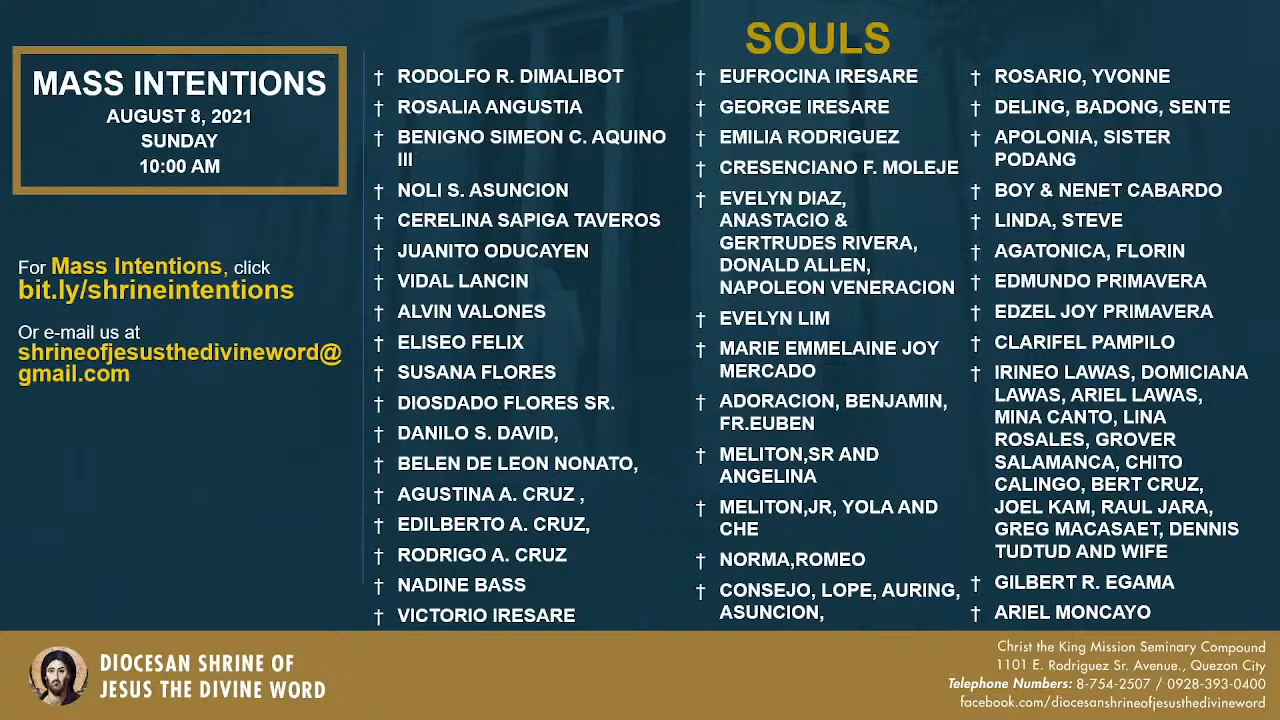 MASS INTENTIONS
AUGUST 8, 2021
SUNDAY
10:00 AM
For Mass Intentions, click
bit.ly/shrineintentions
Or e-mail us at
shrineofjesusthedivineword@
gmail.com
SOULS
† RODOLFO R. DIMALIBOT
† ROSALIA ANGUSTIA
† BENIGNO SIMEON C. AQUINO
III
† NOLI S. ASUNCION
† CERELINA SAPIGA TAVEROS
† JUANITO ODUCAYEN
† VIDAL LANCIN
† ALVIN VALONES
† ELISEO FELIX
† SUSANA FLORES
† DIOSDADO FLORES SR.
† DANILO S. DAVID,
† BELEN DE LEON NONATO,
† AGUSTINA A. CRUZ ,
† EDILBERTO A. CRUZ,
† RODRIGO A. CRUZ
† NADINE BASS
† VICTORIO IRESARE
† EUFROCINA IRESARE
† GEORGE IRESARE
† EMILIA RODRIGUEZ
† CRESENCIANO F. MOLEJE
† EVELYN DIAZ,
ANASTACIO &
GERTRUDES RIVERA,
DONALD ALLEN,
NAPOLEON VENERACION
† EVELYN LIM
† MARIE EMMELAINE JOY
MERCADO
† ADORACION, BENJAMIN,
FR.EUBEN
† MELITON,SR AND
ANGELINA
† MELITON,JR, YOLA AND
CHE
† NORMA,ROMEO
† CONSEJO, LOPE, AURING,
ASUNCION,
† ROSARIO, YVONNE
† DELING, BADONG, SENTE
† APOLONIA, SISTER
PODANG
† BOY & NENET CABARDO
† LINDA, STEVE
† AGATONICA, FLORIN
† EDMUNDO PRIMAVERA
† EDZEL JOY PRIMAVERA
† CLARIFEL PAMPILO
† IRINEO LAWAS, DOMICIANA
LAWAS, ARIEL LAWAS,
MINA CANTO, LINA
ROSALES, GROVER
SALAMANCA, CHITO
CALINGO, BERT CRUZ,
JOEL KAM, RAUL JARA,
GREG MACASAET, DENNIS
TUDTUD AND WIFE
† GILBERT R. EGAMA
† ARIEL MONCAYO
DIOCESAN SHRINE OF
JESUS THE DIVINE WORD
Christ the King Mission Seminary Compound
1101 E. Rodriguez Sr. Avenue., Quezon City
Telephone Numbers: 8-754-2507 / 0928-393-0400
facebook.com/diocesanshrineofjesusthedivineword